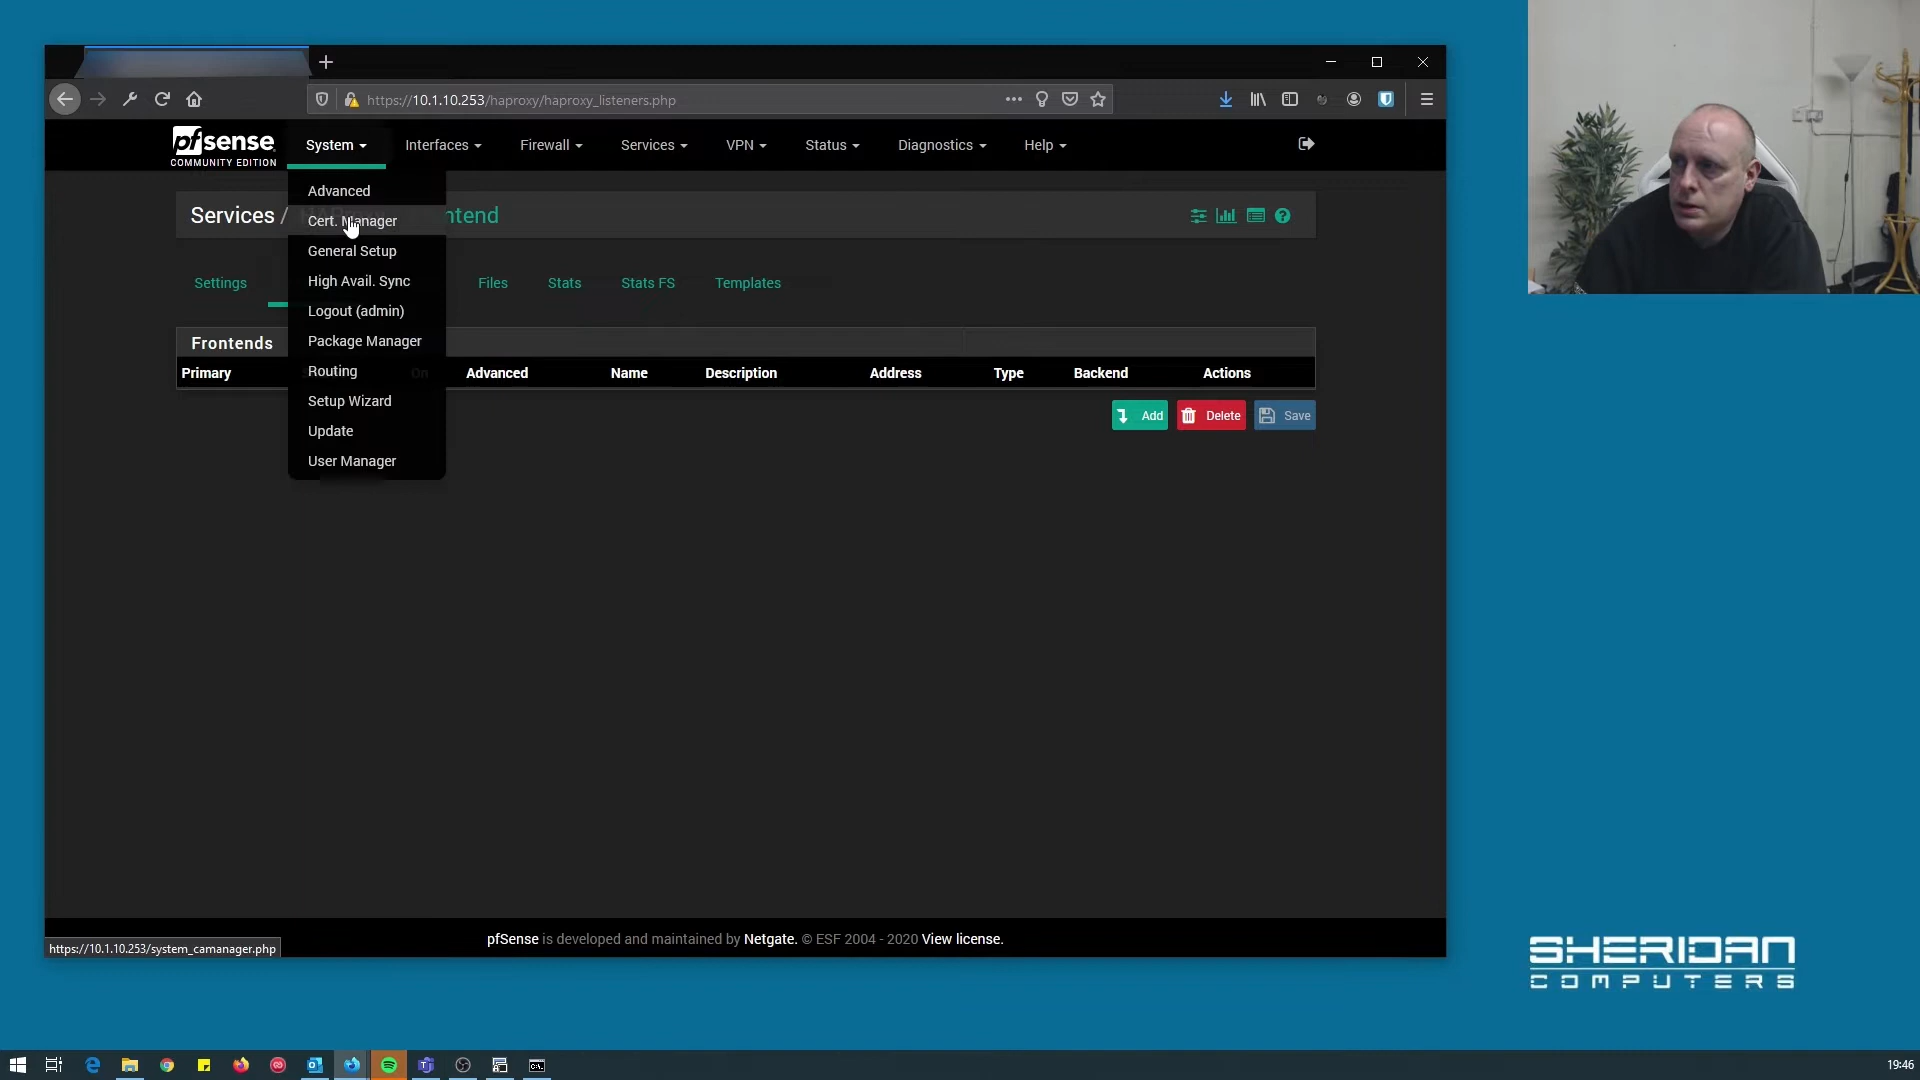 https://10.1.10.253/haproxy/haproxy_listeners.php
pfsense
COMMUNITY EDITION
System
Interfaces
Firewall
Services
VPN
Status
Diagnostics
Help
Advanced
Cert. Manager
General Setup
High Avail. Sync
Logout (admin)
Package Manager
Routing
Setup Wizard
Update
User Manager
Services /
ntend
Settings
Files
Stats
Stats FS
Templates
Frontends
Primary
On
Advanced
Name
Description
Address
Type
Backend
Actions
Add
Delete
Save
pfSense is developed and maintained by Netgate. © ESF 2004 - 2020 View license.
https://10.1.10.253/system_camanager.php
SHERIDAN
COMPUTERS
19:46